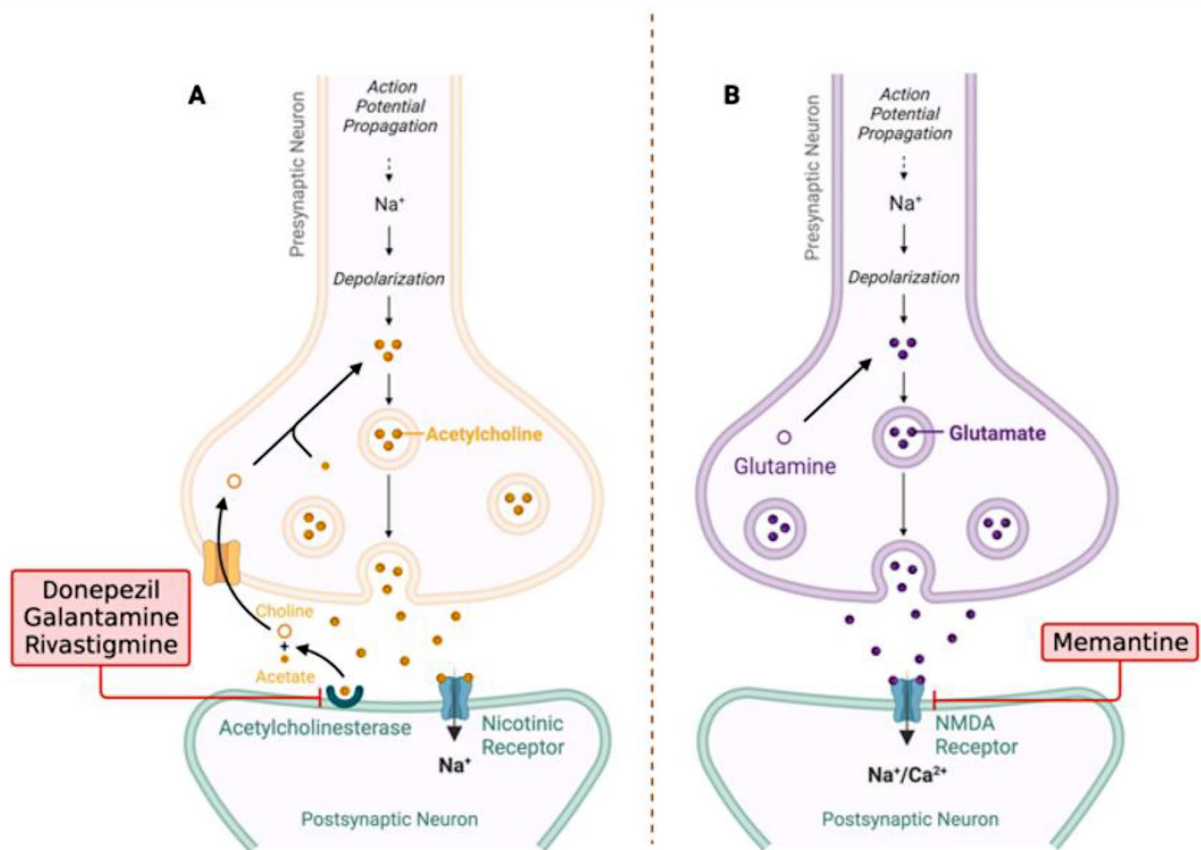 A
Presynaptic Neuron
Action
Potential
Propagation
Na⁺
Depolarization
Acetylcholine
Donepezil
Galantamine
Rivastigmine
Choline
+
Acetate
Acetylcholinesterase
Nicotinic
Receptor
Na⁺
Postsynaptic Neuron
B
Presynaptic Neuron
Action
Potential
Propagation
Na⁺
Depolarization
Glutamate
Glutamine
Memantine
NMDA
Receptor
Na⁺/Ca²⁺
Postsynaptic Neuron